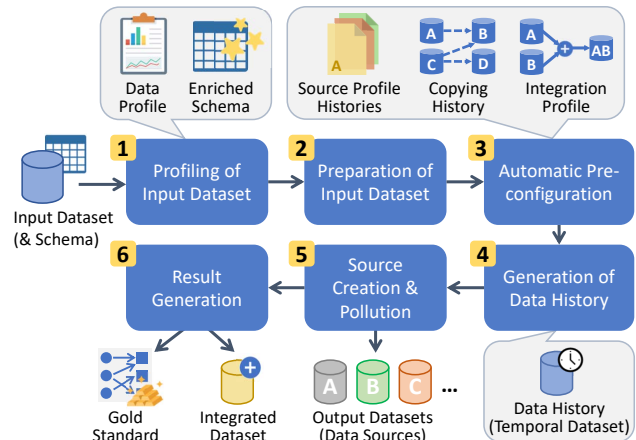 Data
Profile
Enriched
Schema
A
Source Profile
Histories
A
B
C
D
Copying
History
A
B
+
AB
Integration
Profile
Input Dataset
(& Schema)
1
Profiling of
Input Dataset
2
Preparation of
Input Dataset
3
Automatic Pre-
configuration
4
Generation of
Data History
5
Source
Creation &
Pollution
6
Result
Generation
Gold
Standard
+
Integrated
Dataset
A
B
C
...
Output Datasets
(Data Sources)
Data History
(Temporal Dataset)